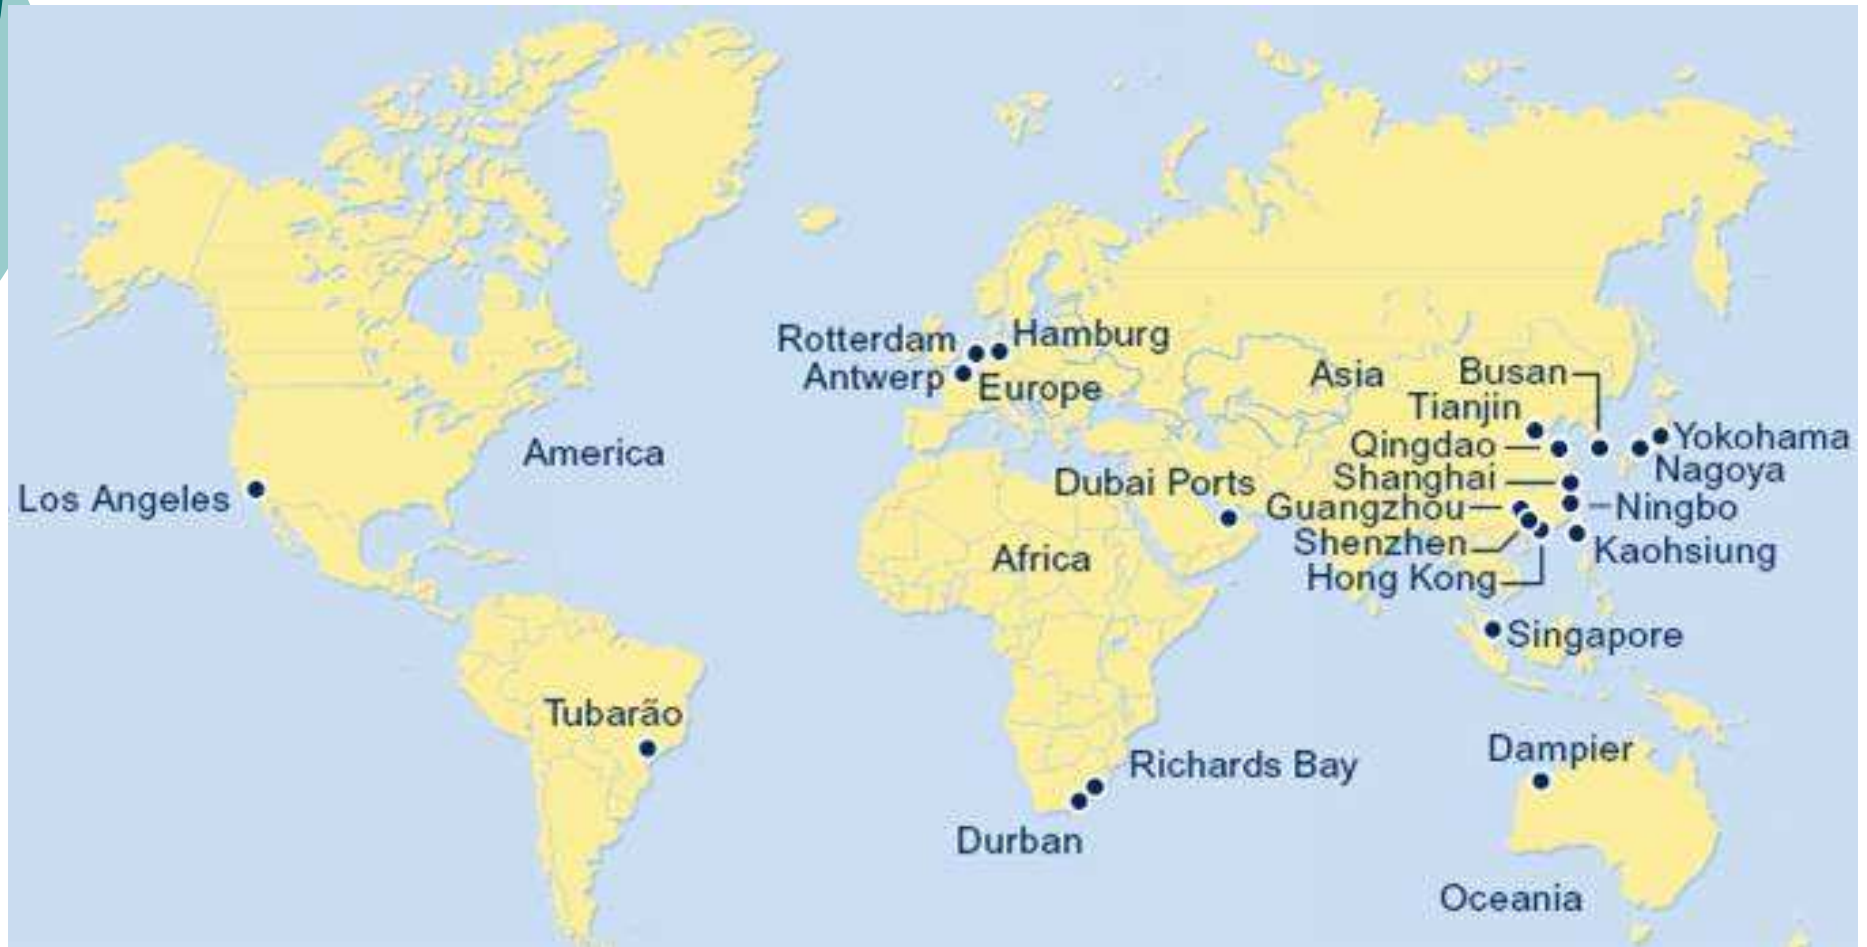 Rotterdam
Hamburg
Antwerp
Europe
Asia
Busan
Tianjin
Qingdao
Yokohama
America
Nagoya
Shanghai
Dubai Ports
Los Angeles
Guangzhou
Ningbo
Shenzhen
Kaohsiung
Africa
Hong Kong
Singapore
Tubarão
Dampier
Richards Bay
Durban
Oceania